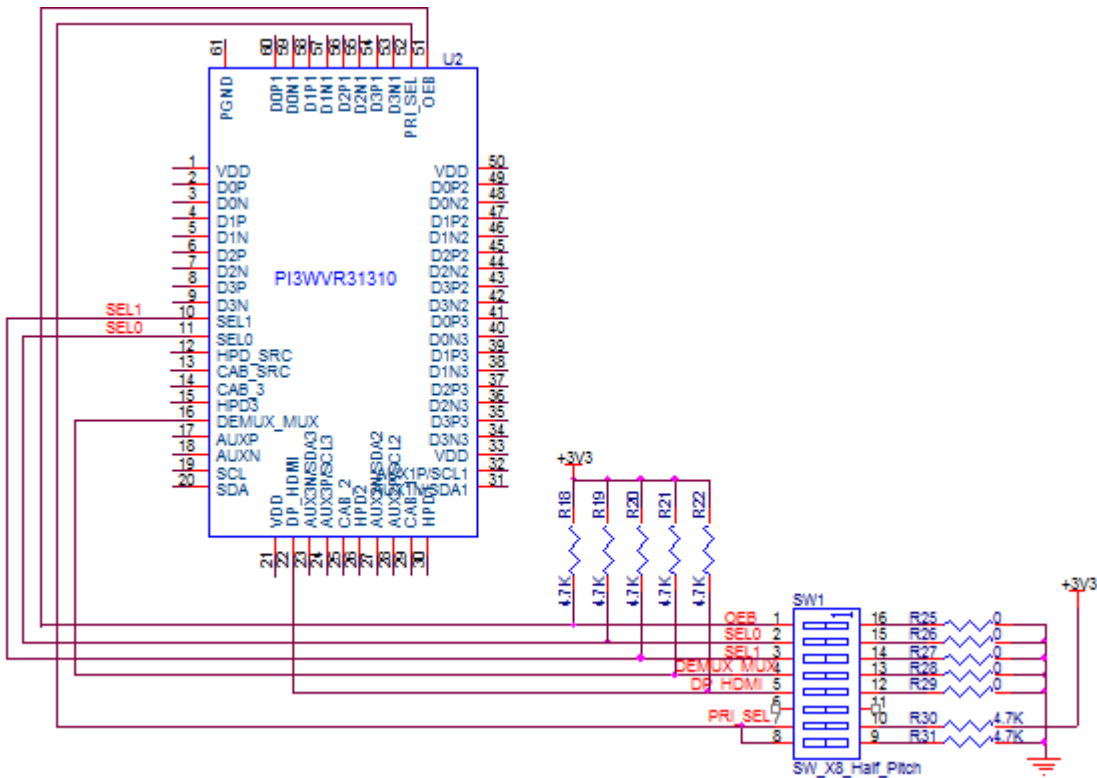 61 60 59 58 57 56 55 54 53 52 51
U2
PGND D0P1 D0N1 D1P1 D1N1 D2P1 D2N1 D3P1 D3N1 PRI_SEL OEB
1 VDD VDD 50
2 D0P D0P2 49
3 D0N D0N2 48
4 D1P D1P2 47
5 D1N D1N2 46
6 D2P D2P2 45
7 D2N D2N2 44
8 D3P D3P2 43
9 D3N D3N2 42
SEL1 10 SEL1 D0P3 41
SEL0 11 SEL0 D0N3 40
12 HPD_SRC D1P3 39
13 CAB_SRC D1N3 38
14 CAB_3 D2P3 37
15 HPD3 D2N3 36
16 DEMUX_MUX D3P3 35
17 AUXP D3N3 34
18 AUXN VDD 33
19 SCL AUX1P/SCL1 32
20 SDA AUX1N/SDA1 31
PI3WVR31310
VDD DP_HDMI AUX3N/SDA3 AUX3P/SCL3 CAB_2 HPD2 AUX2N/SDA2
21 22 23 24 25 26 27 28 29 30
+3V3
R18 R19 R20 R21 R22
4.7K 4.7K 4.7K 4.7K 4.7K
+3V3
SW1
OEB 1 1 16 R25 0
SEL0 2 15 R26 0
SEL1 3 14 R27 0
DEMUX_MUX 4 13 R28 0
DP_HDMI 5 12 R29 0
6 11
PRI_SEL 7 10 R30 4.7K
8 9 R31 4.7K
SW_X8_Half_Pitch